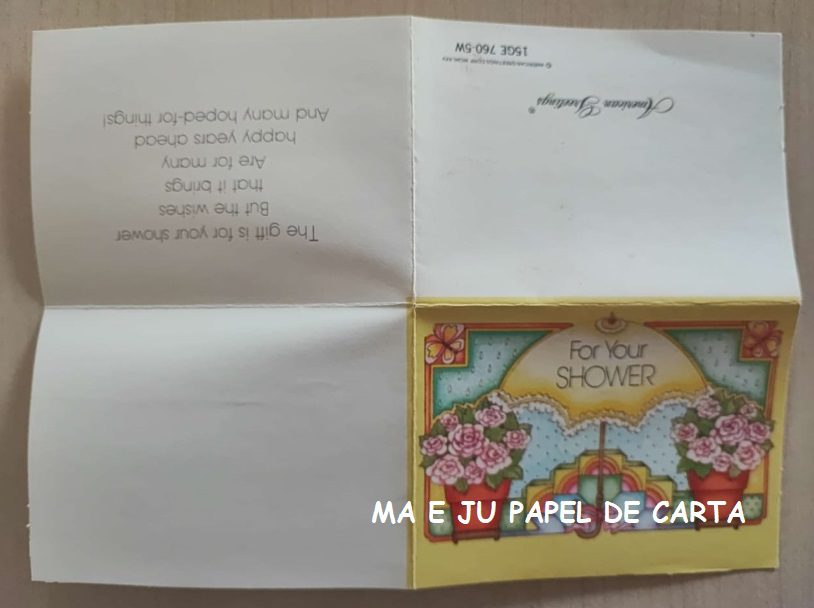 The gift is for your shower
But the wishes
that it brings
Are for many
happy years ahead
And many hoped-for things!
American Greetings®
15GE 760-5W
For Your
SHOWER
MA E JU PAPEL DE CARTA